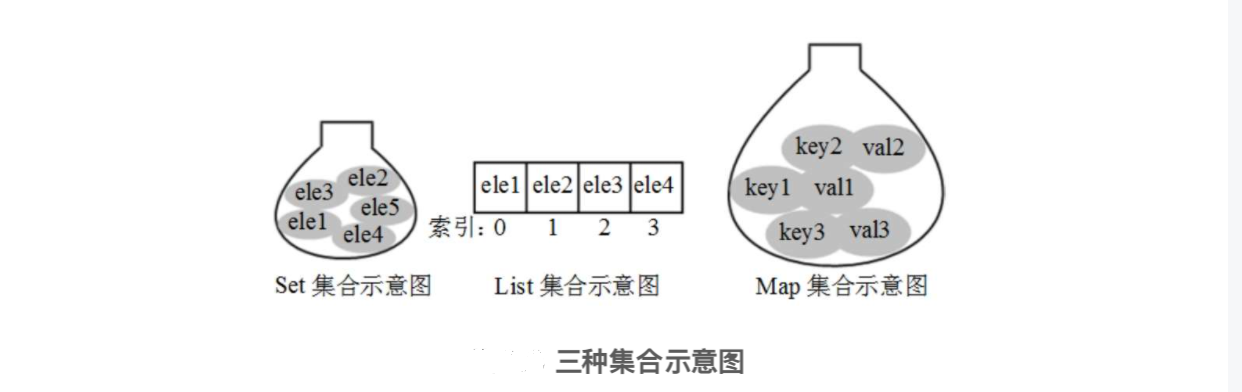 ele3 ele2
ele1 ele5
ele4
Set 集合示意图
ele1 ele2 ele3 ele4
索引: 0 1 2 3
List 集合示意图
key2 val2
key1 val1
key3 val3
Map 集合示意图
三种集合示意图